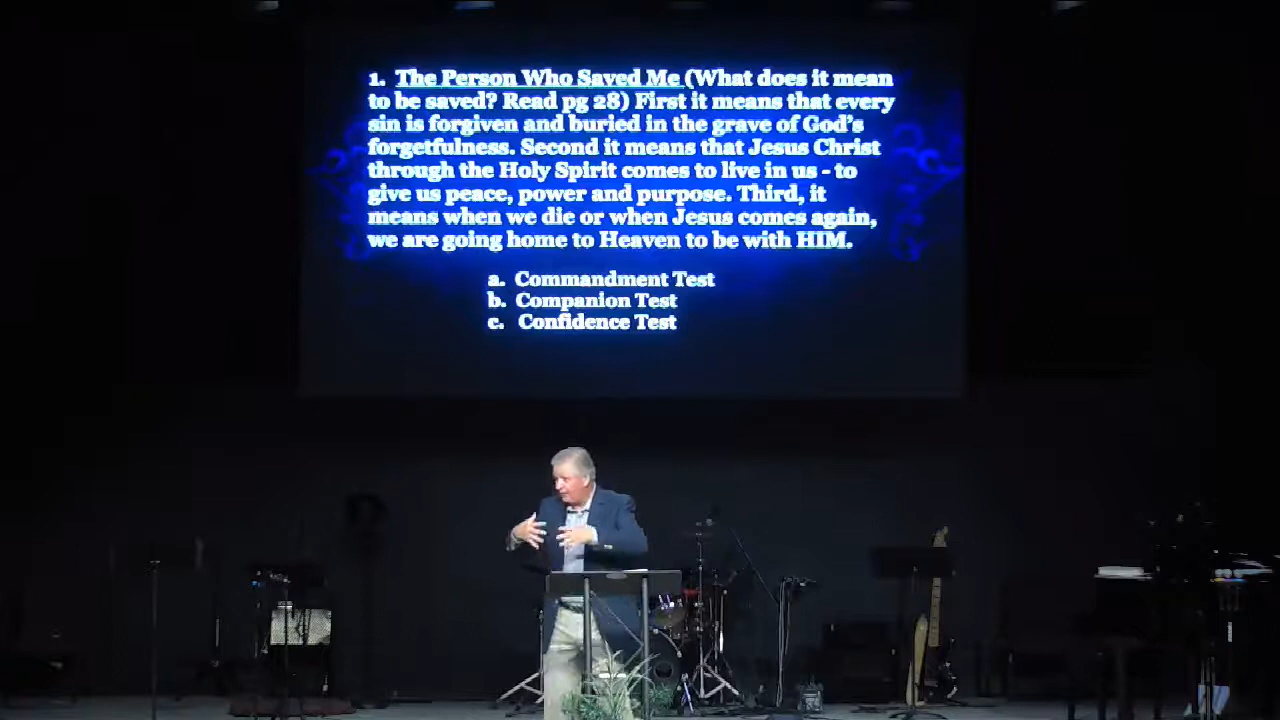 1. The Person Who Saved Me (What does it mean
to be saved? Read pg 28) First it means that every
sin is forgiven and buried in the grave of God's
forgetfulness. Second it means that Jesus Christ
through the Holy Spirit comes to live in us - to
give us peace, power and purpose. Third, it
means when we die or when Jesus comes again,
we are going home to Heaven to be with HIM.
a. Commandment Test
b. Companion Test
c. Confidence Test